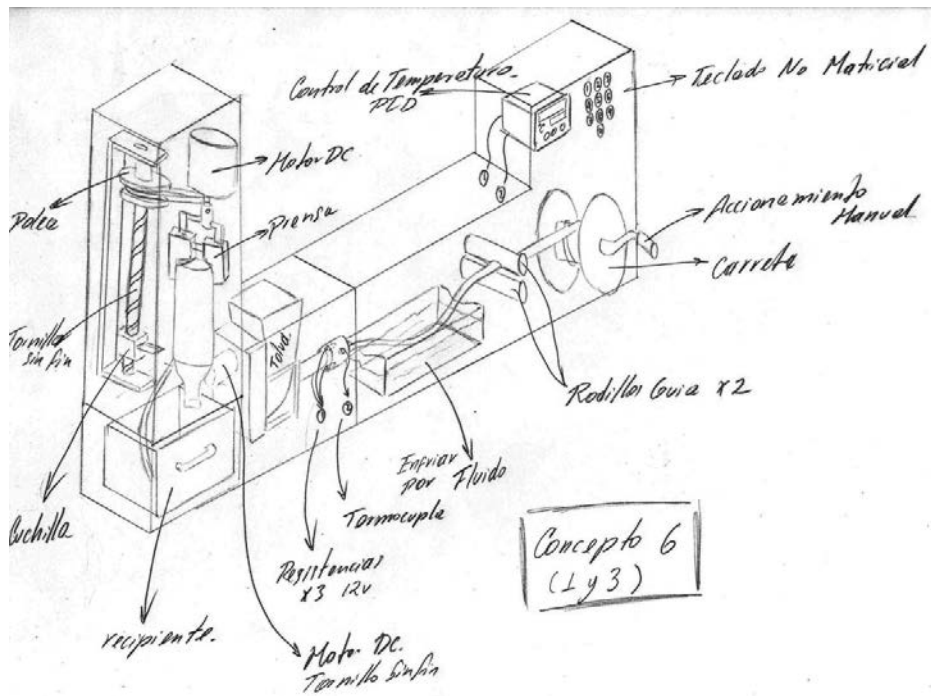 Control de Temperatura.
PID
Teclado No Matricial
Motor DC
Polea
Prensa
Accionamiento
Manual
Carreta
Tornillo
sin fin
Tolva.
Rodillos Guia x2
Enfriar
por Fluido
Termocupla
Cuchilla
Resistencias
x3 12v
Concepto 6
(1 y 3)
recipiente.
Motor DC.
Tornillo Sinfin